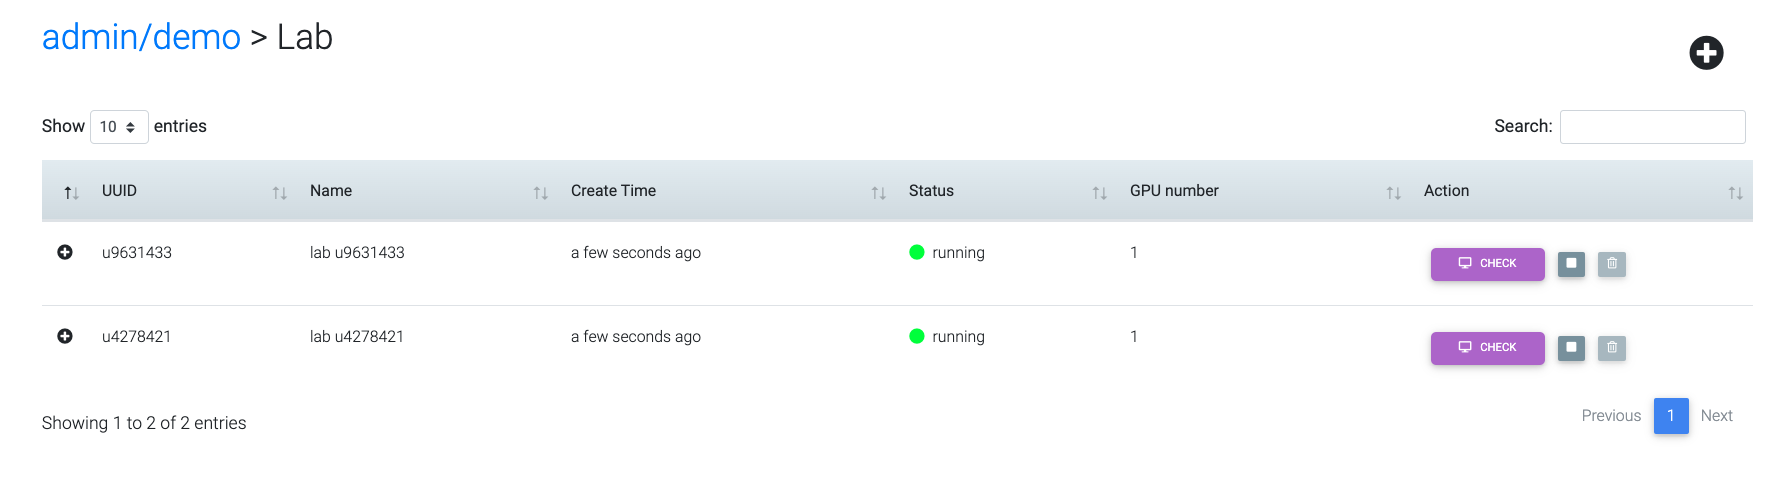 admin/demo > Lab
Show 10 entries
Search:
UUID Name Create Time Status GPU number Action
u9631433 lab u9631433 a few seconds ago running 1 CHECK
u4278421 lab u4278421 a few seconds ago running 1 CHECK
Showing 1 to 2 of 2 entries
Previous 1 Next